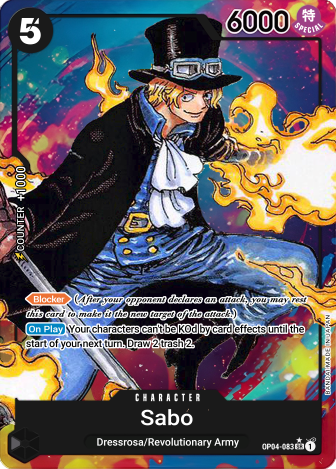 5
6000
特
SPECIAL
COUNTER +1000
Blocker (After your opponent declares an attack, you may rest
this card to make it the new target of the attack.)
On Play Your characters can't be KOd by card effects until the
start of your next turn. Draw 2 trash 2.
BANDAI MADE IN JAPAN
CHARACTER
Sabo
Dressrosa/Revolutionary Army
OP04-083 SR 1